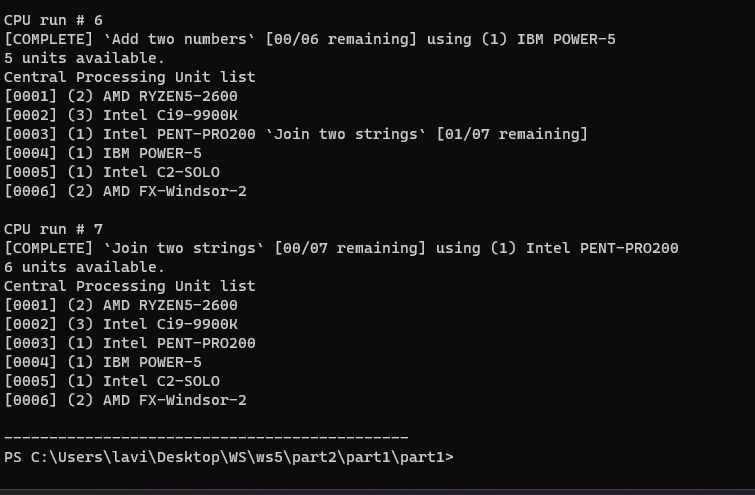 CPU run # 6
[COMPLETE] `Add two numbers` [00/06 remaining] using (1) IBM POWER-5
5 units available.
Central Processing Unit list
[0001] (2) AMD RYZEN5-2600
[0002] (3) Intel Ci9-9900K
[0003] (1) Intel PENT-PRO200 `Join two strings` [01/07 remaining]
[0004] (1) IBM POWER-5
[0005] (1) Intel C2-SOLO
[0006] (2) AMD FX-Windsor-2
CPU run # 7
[COMPLETE] `Join two strings` [00/07 remaining] using (1) Intel PENT-PRO200
6 units available.
Central Processing Unit list
[0001] (2) AMD RYZEN5-2600
[0002] (3) Intel Ci9-9900K
[0003] (1) Intel PENT-PRO200
[0004] (1) IBM POWER-5
[0005] (1) Intel C2-SOLO
[0006] (2) AMD FX-Windsor-2
---------------------------------------------
PS C:\Users\lavi\Desktop\WS\ws5\part2\part1\part1>